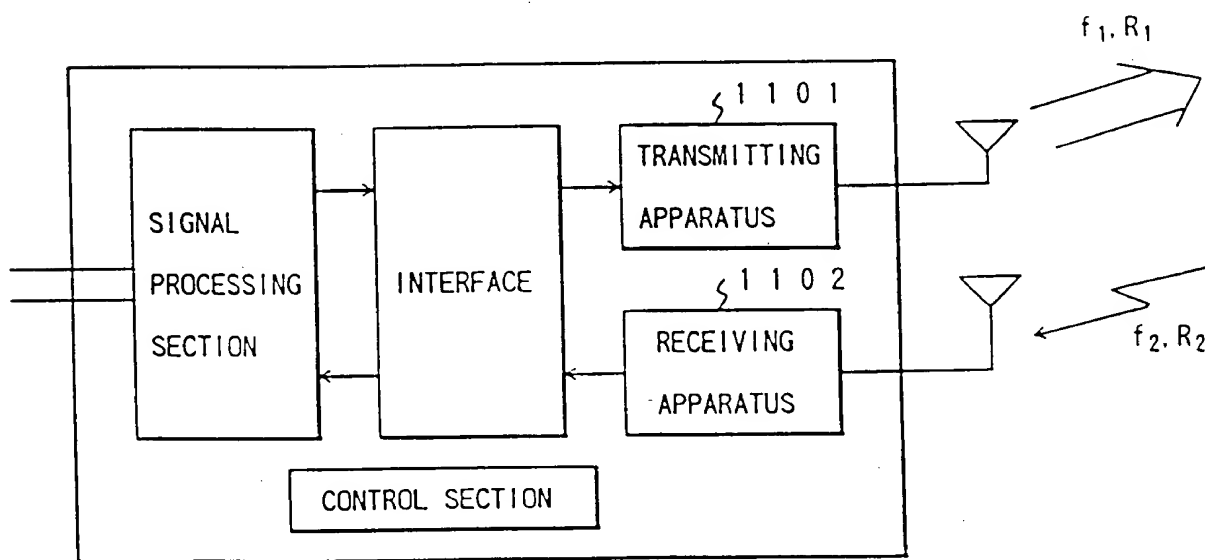 f1, R1
1101
TRANSMITTING
APPARATUS
SIGNAL
PROCESSING
SECTION
INTERFACE
1102
RECEIVING
APPARATUS
f2, R2
CONTROL SECTION